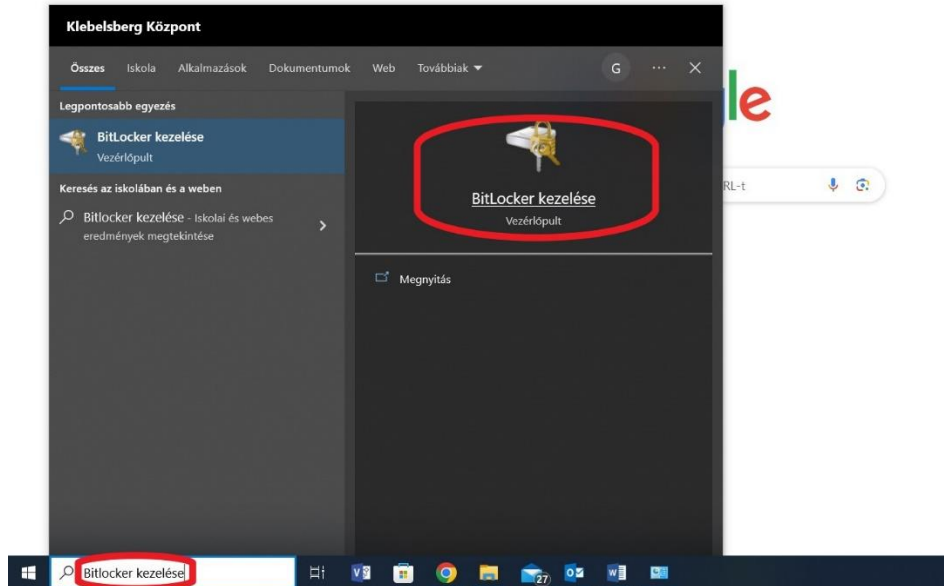 Klebelsberg Központ
Összes Iskola Alkalmazások Dokumentumok Web Továbbiak G ...
Legpontosabb egyezés
BitLocker kezelése
Vezérlőpult
Keresés az iskolában és a weben
Bitlocker kezelése - Iskolai és webes
eredmények megtekintése
BitLocker kezelése
Vezérlőpult
Megnyitás
le
RL-t
Bitlocker kezelése
27